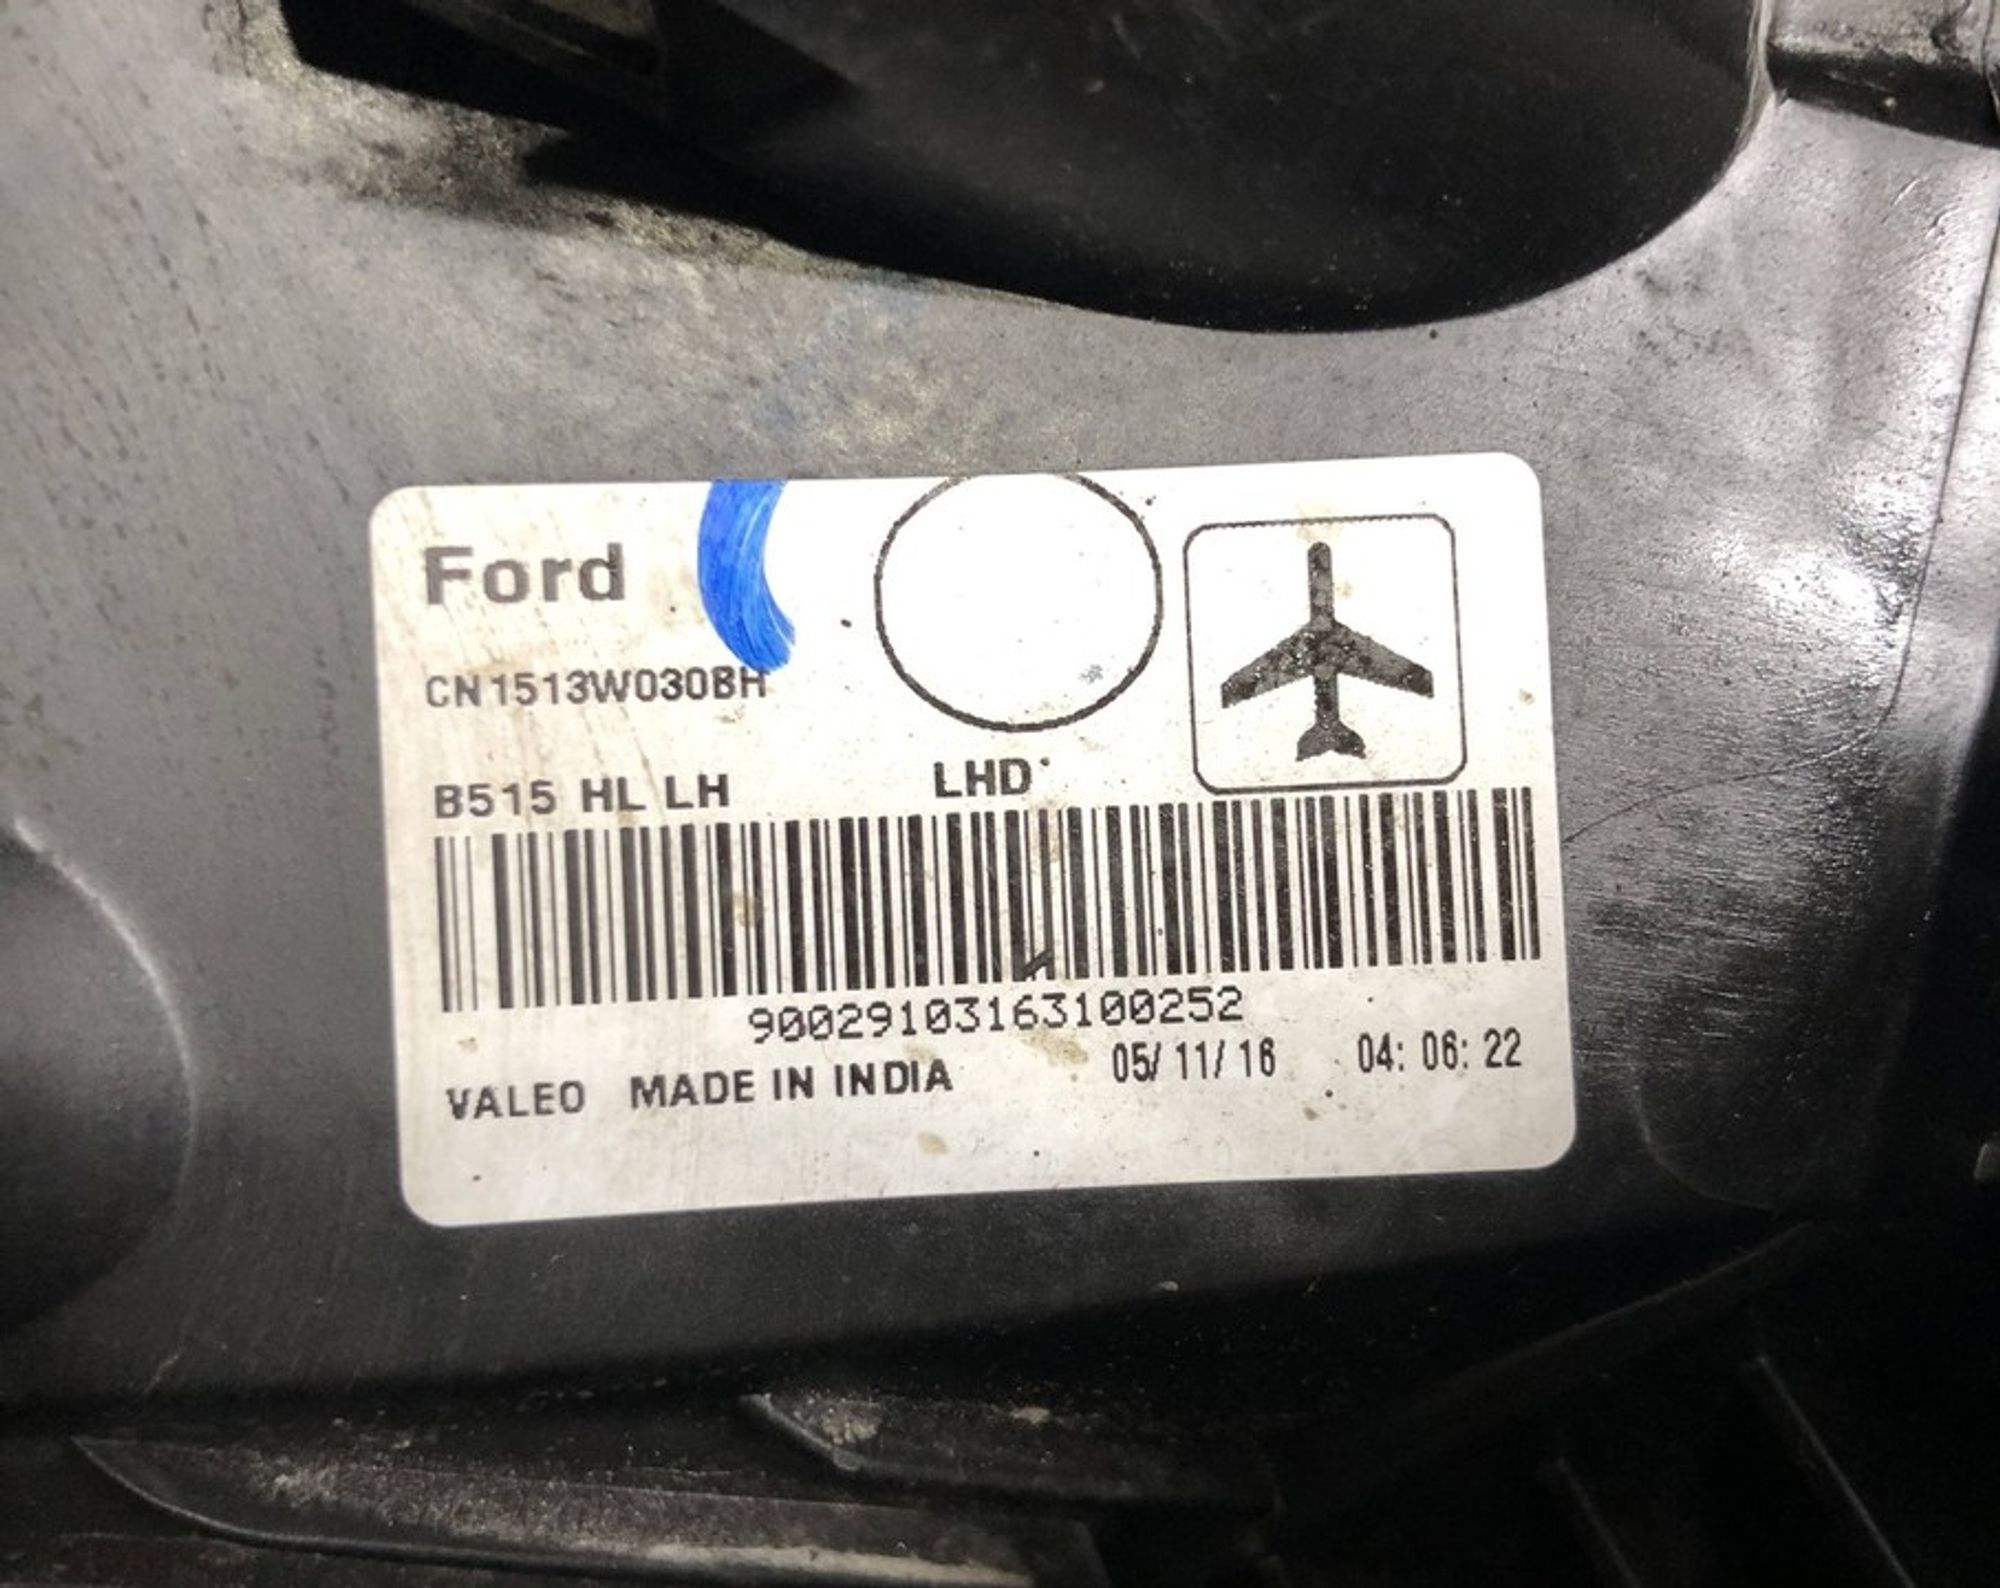 Ford
CN1513W030BH
B515 HL LH LHD
90029103163100252
VALEO MADE IN INDIA 05/11/16 04:06:22